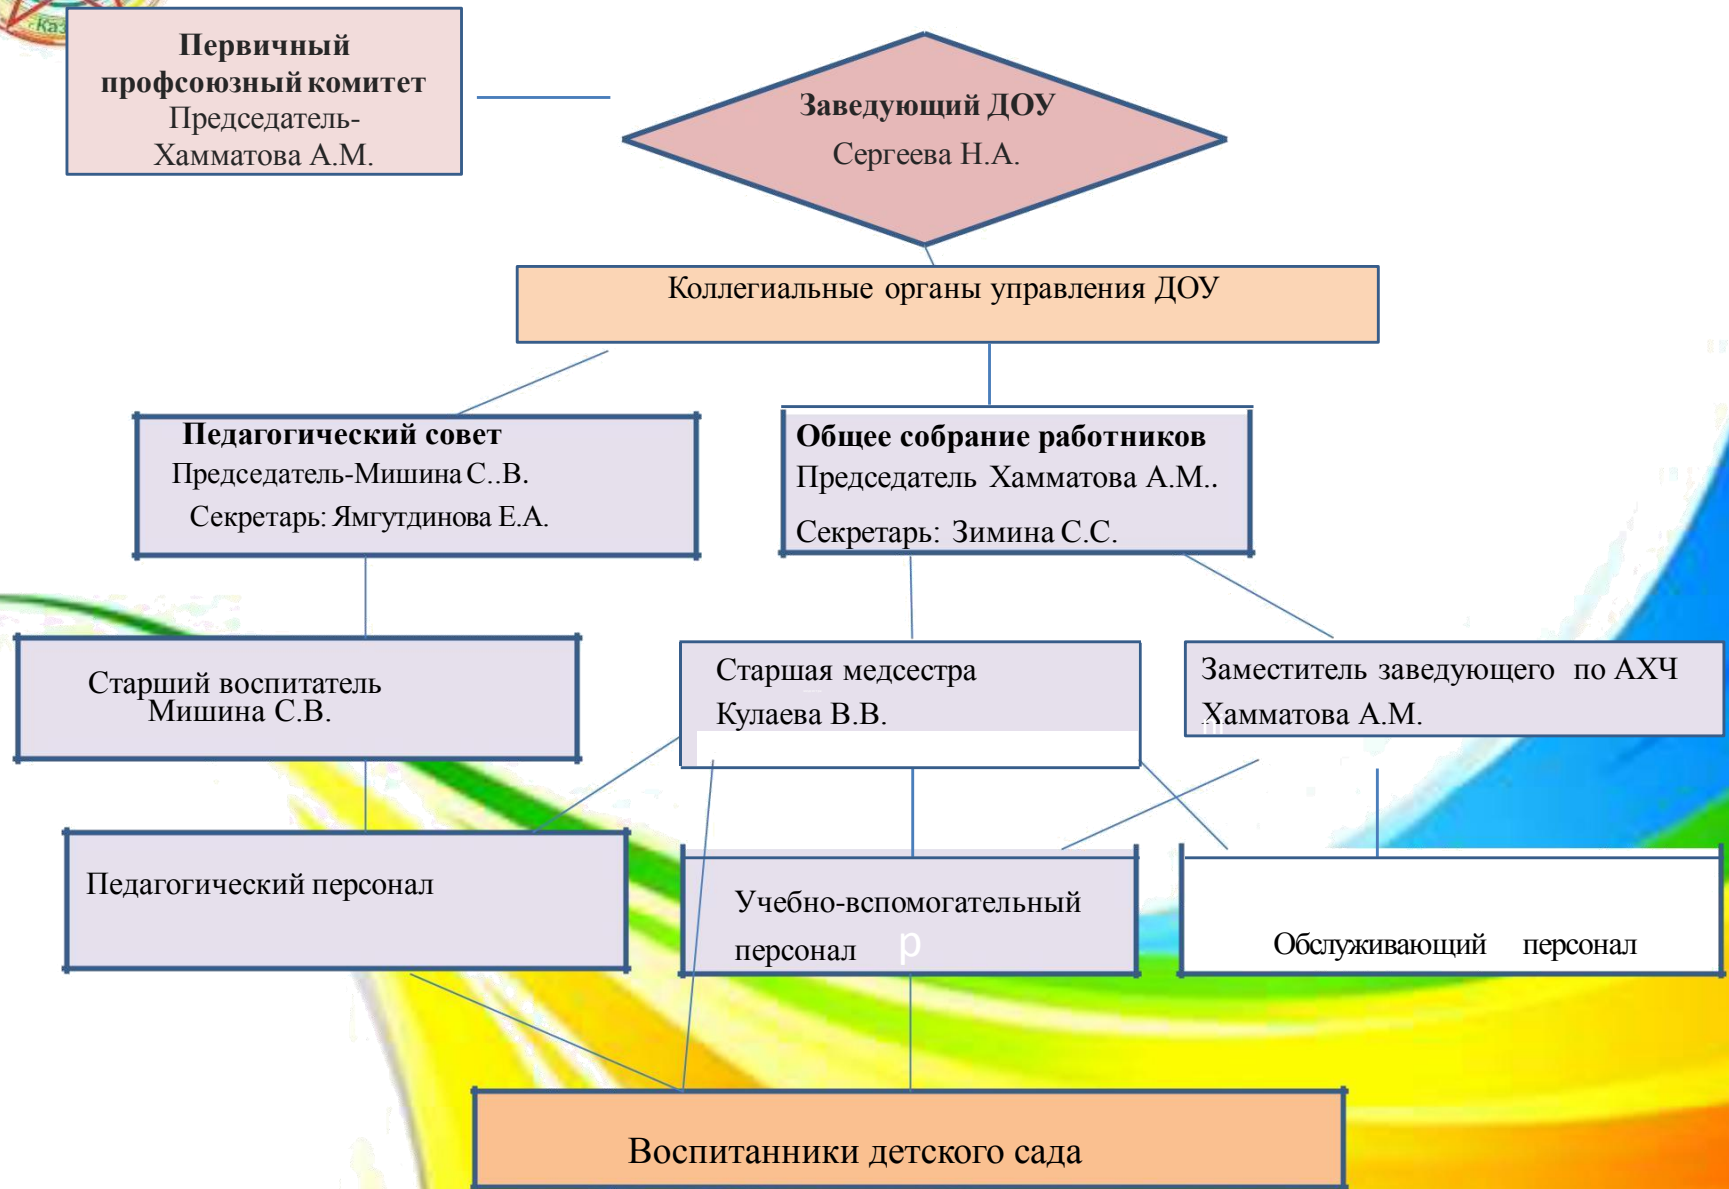 Каз
Первичный
профсоюзный комитет
Председатель-
Хамматова А.М.
Заведующий ДОУ
Сергеева Н.А.
Коллегиальные органы управления ДОУ
Педагогический совет
Председатель-Мишина С..В.
Секретарь: Ямгутдинова Е.А.
Общее собрание работников
Председатель Хамматова А.М..
Секретарь: Зимина С.С.
Старший воспитатель
Мишина С.В.
Старшая медсестра
Кулаева В.В.
Заместитель заведующего по АХЧ
Хамматова А.М.
Педагогический персонал
Учебно-вспомогательный
персонал р
Обслуживающий персонал
Воспитанники детского сада